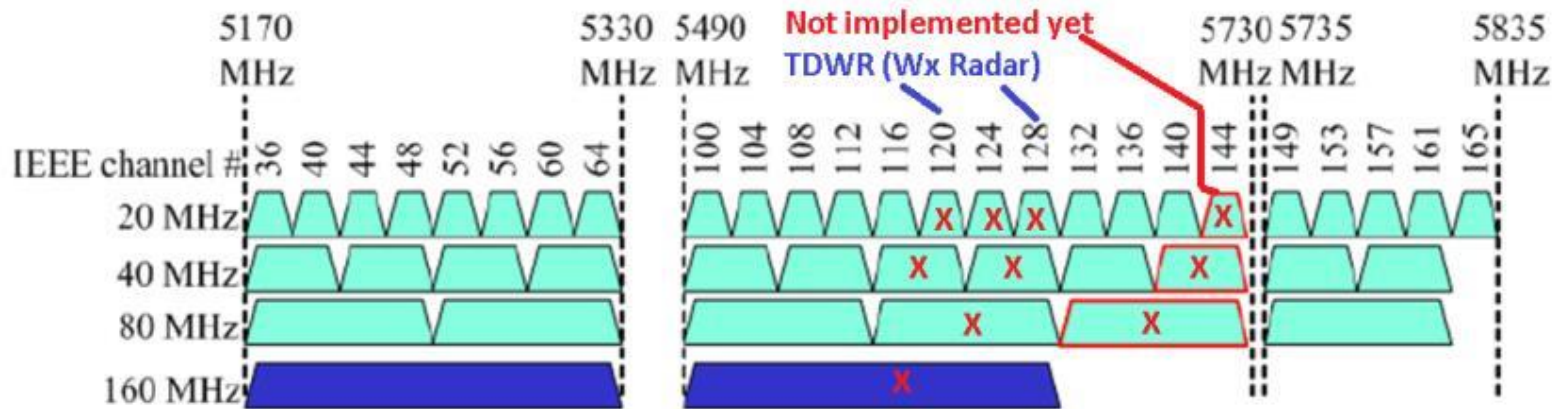 5170 MHz
5330 MHz
5490 MHz
Not implemented yet
TDWR (Wx Radar)
5730 MHz
5735 MHz
5835 MHz
IEEE channel # 36 40 44 48 52 56 60 64 100 104 108 112 116 120 124 128 132 136 140 144 149 153 157 161 165
20 MHz X X X X
40 MHz X X X
80 MHz X X
160 MHz X